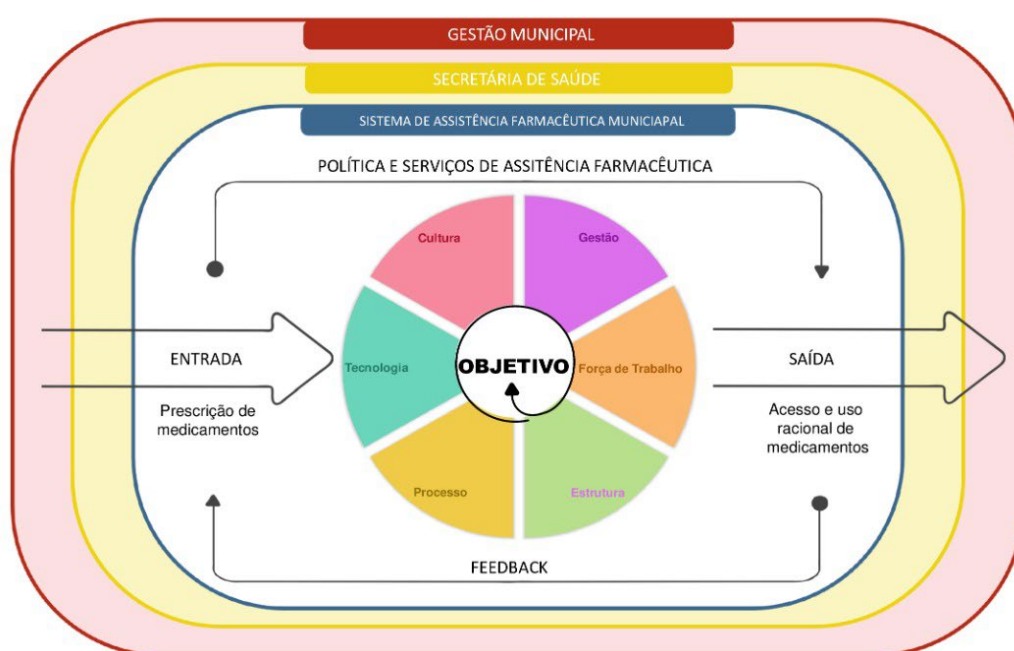 GESTÃO MUNICIPAL
SECRETÁRIA DE SAÚDE
SISTEMA DE ASSISTÊNCIA FARMACÊUTICA MUNICIAPAL
POLÍTICA E SERVIÇOS DE ASSITÊNCIA FARMACÊUTICA
Cultura
Gestão
ENTRADA
Tecnologia
OBJETIVO
Força de Trabalho
SAÍDA
Prescrição de
medicamentos
Acesso e uso
racional de
medicamentos
Processo
Estrutura
FEEDBACK